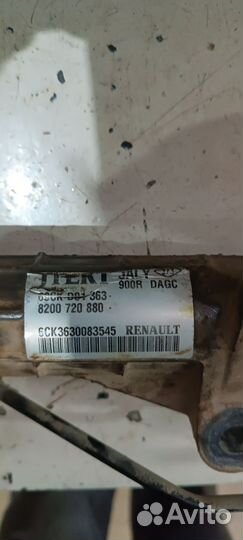 JTEKT JALY
900R DAGC
8200 720 880
6CK3630083545 RENAULT
Avito